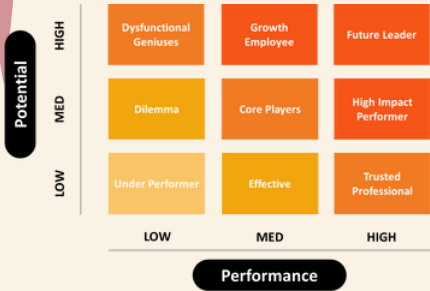 Potential
HIGH
Dysfunctional
Geniuses
Growth
Employee
Future Leader
MED
Dilemma
Core Players
High Impact
Performer
LOW
Under Performer
Effective
Trusted
Professional
LOW
MED
HIGH
Performance